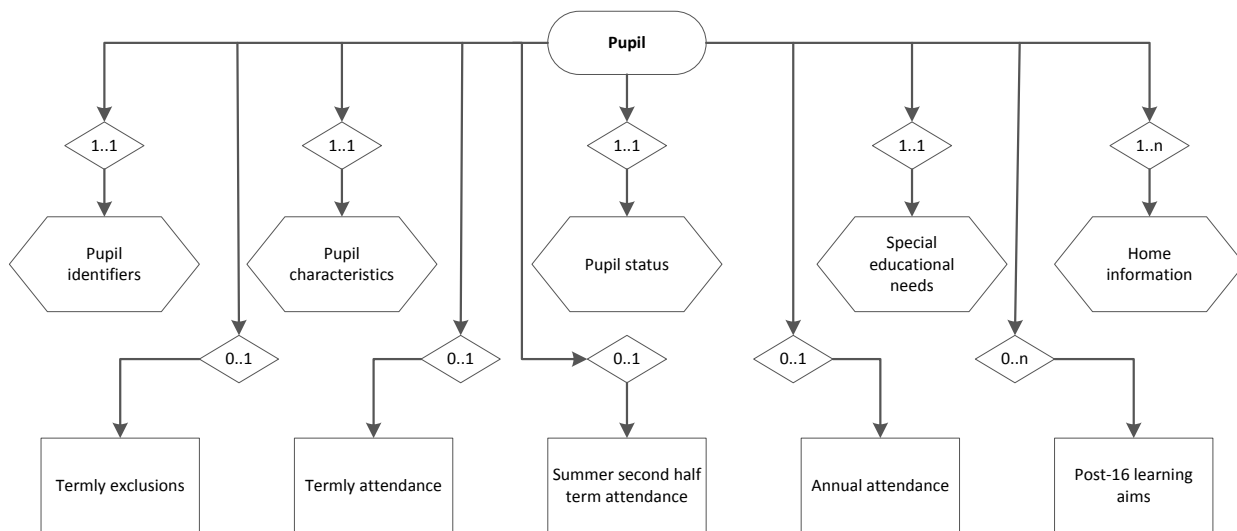 Pupil
1..1
1..1
1..1
1..1
1..n
Pupil
identifiers
Pupil
characteristics
Pupil status
Special
educational
needs
Home
information
0..1
0..1
0..1
0..1
0..n
Termly exclusions
Termly attendance
Summer second half
term attendance
Annual attendance
Post-16 learning
aims